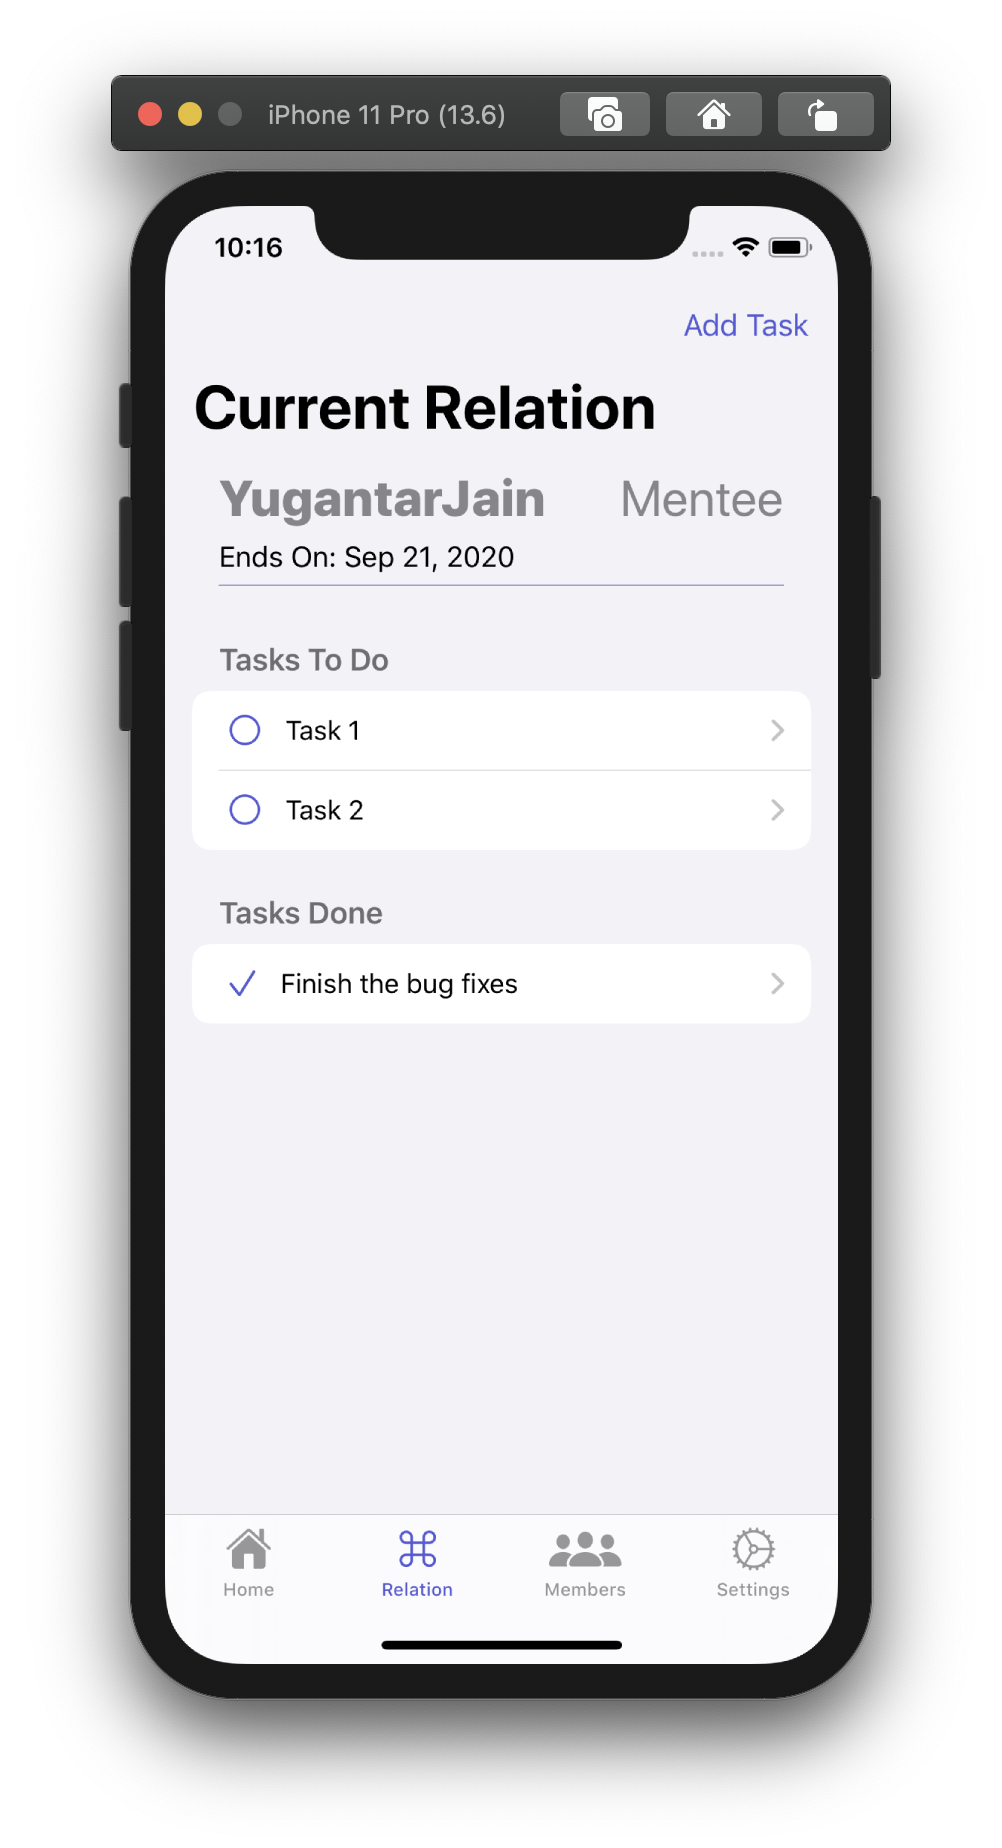 iPhone 11 Pro (13.6)
10:16
Add Task
Current Relation
YugantarJain Mentee
Ends On: Sep 21, 2020
Tasks To Do
Task 1
Task 2
Tasks Done
Finish the bug fixes
Home Relation Members Settings